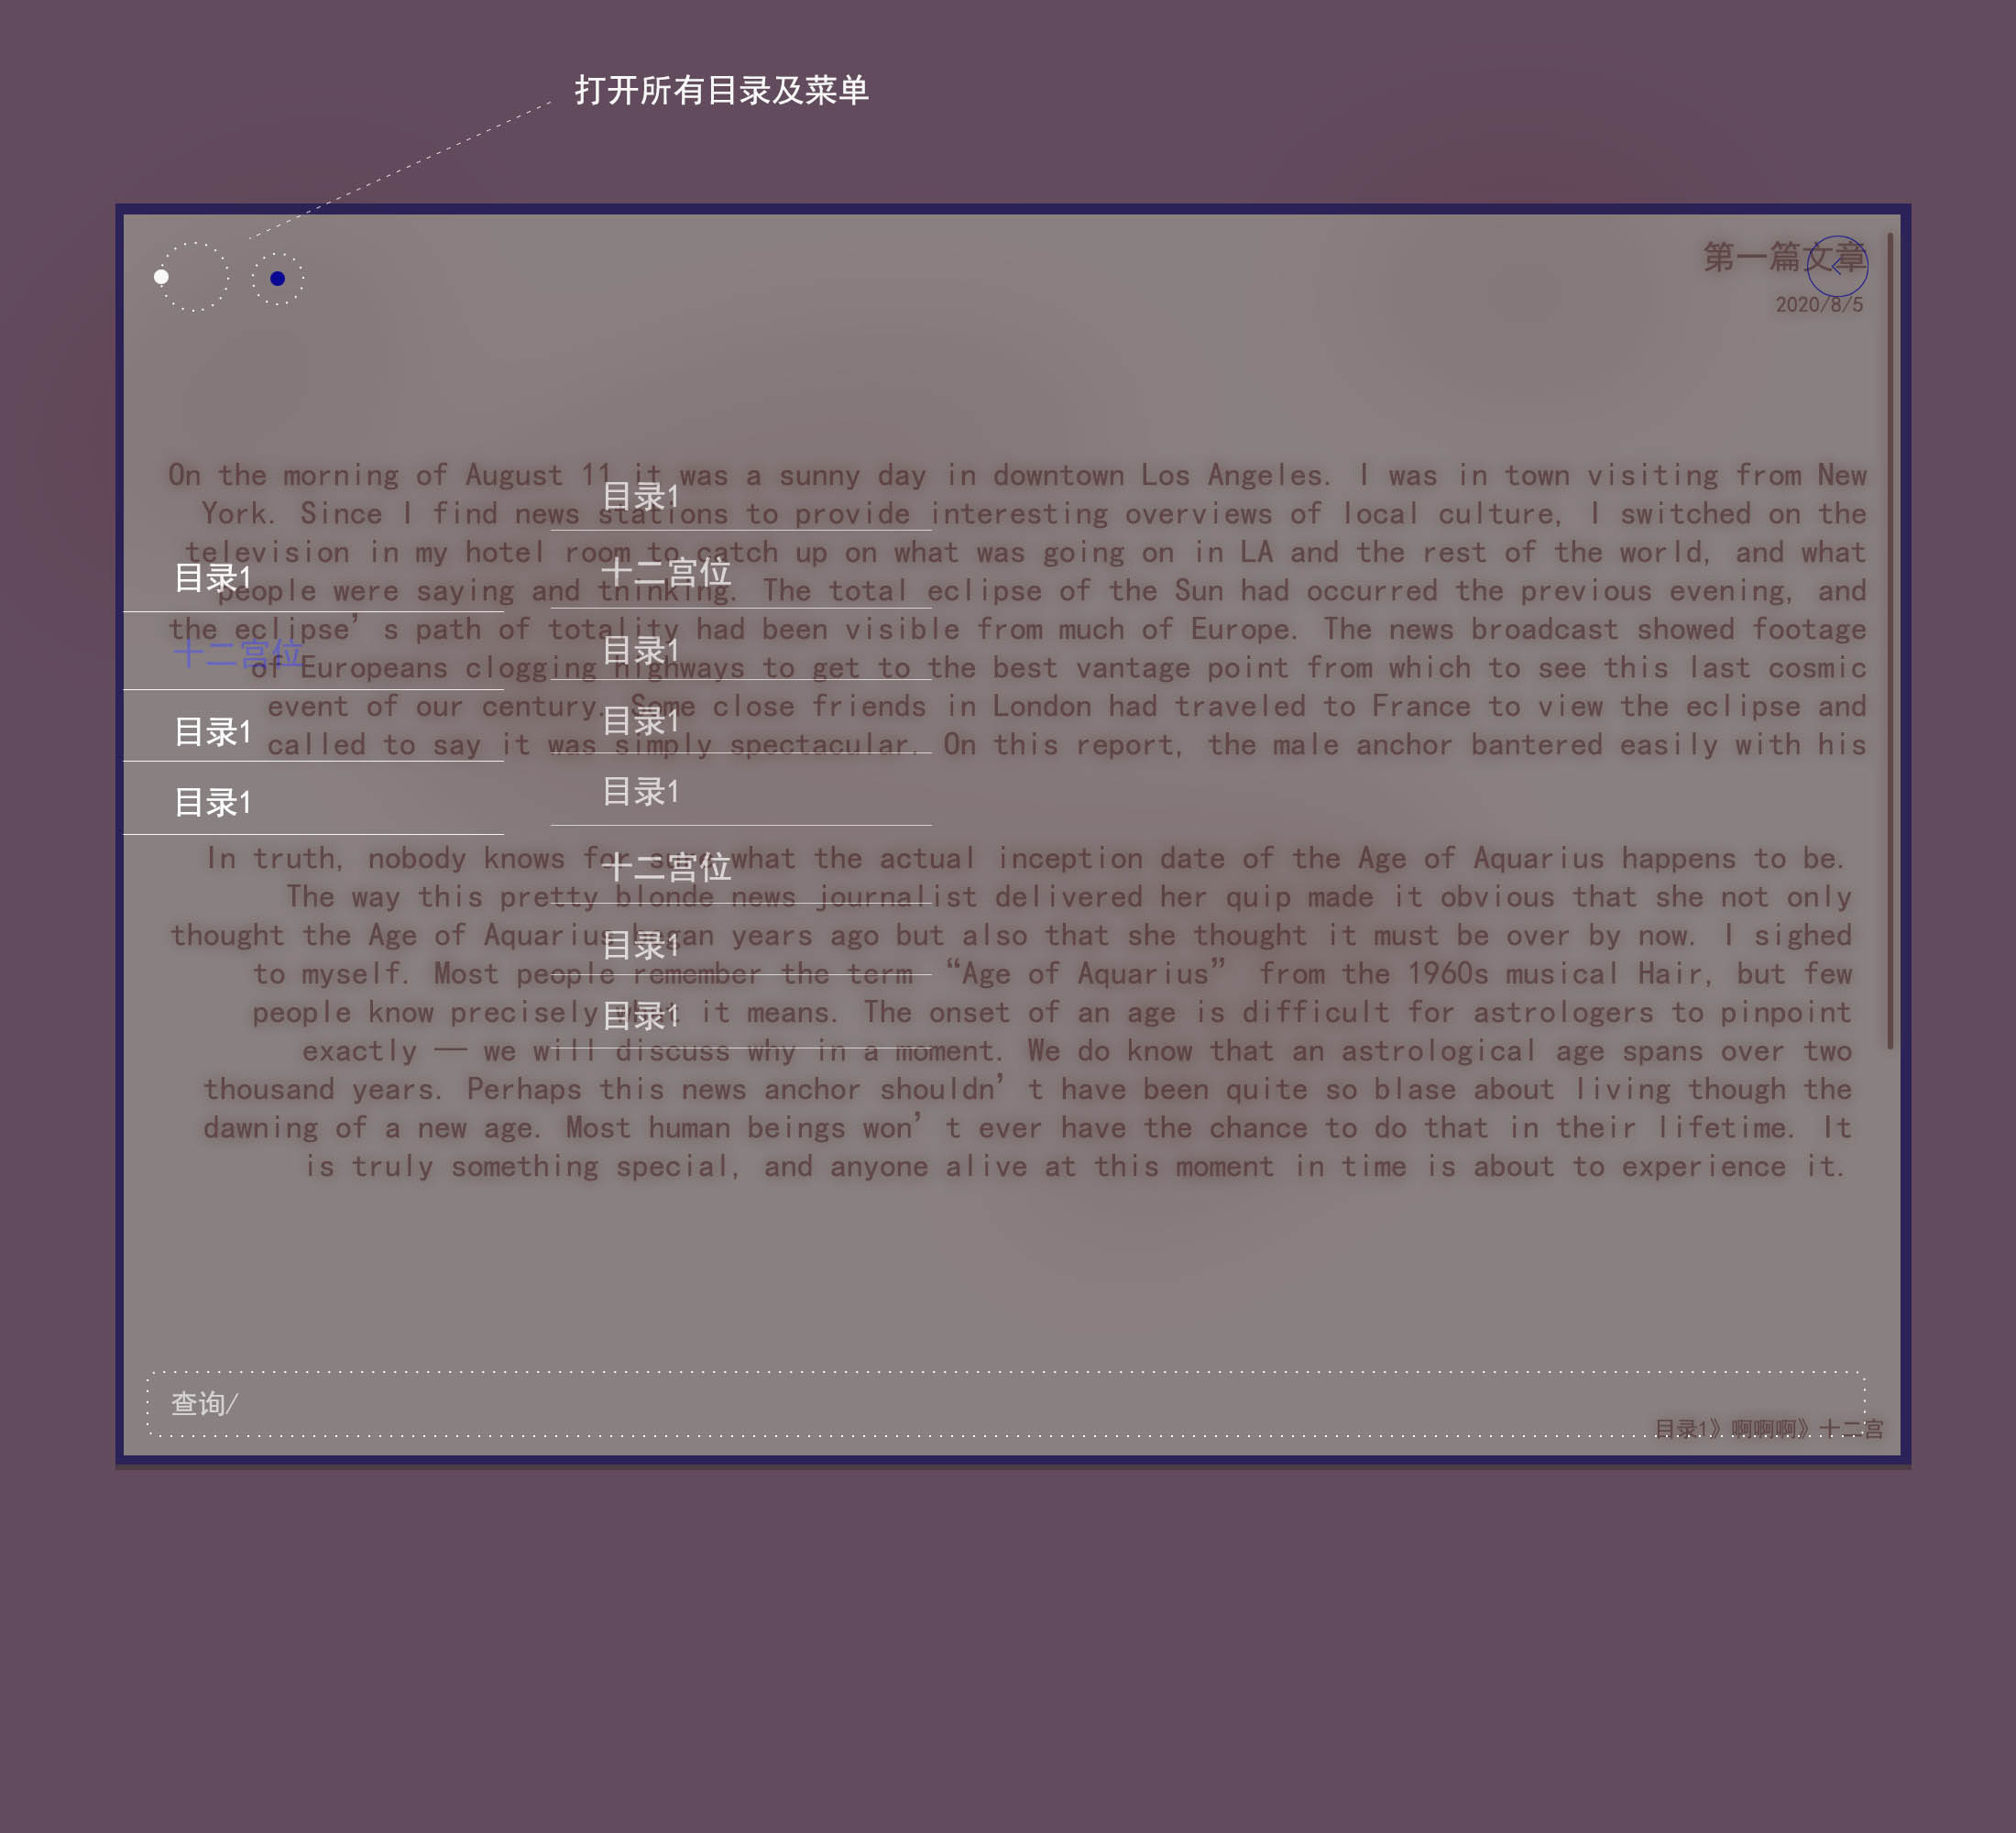 打开所有目录及菜单
第一篇文章
2020/8/5
On the morning of August 11 it was a sunny day in downtown Los Angeles. I was in town visiting from New
York. Since I find news stations to provide interesting overviews of local culture, I switched on the
television in my hotel room to catch up on what was going on in LA and the rest of the world, and what
people were saying and thinking. The total eclipse of the Sun had occurred the previous evening, and
the eclipse’s path of totality had been visible from much of Europe. The news broadcast showed footage
of Europeans clogging highways to get to the best vantage point from which to see this last cosmic
event of our century. Some close friends in London had traveled to France to view the eclipse and
called to say it was simply spectacular. On this report, the male anchor bantered easily with his
In truth, nobody knows for sure what the actual inception date of the Age of Aquarius happens to be.
The way this pretty blonde news journalist delivered her quip made it obvious that she not only
thought the Age of Aquarius began years ago but also that she thought it must be over by now. I sighed
to myself. Most people remember the term “Age of Aquarius” from the 1960s musical Hair, but few
people know precisely what it means. The onset of an age is difficult for astrologers to pinpoint
exactly — we will discuss why in a moment. We do know that an astrological age spans over two
thousand years. Perhaps this news anchor shouldn’t have been quite so blase about living though the
dawning of a new age. Most human beings won’t ever have the chance to do that in their lifetime. It
is truly something special, and anyone alive at this moment in time is about to experience it.
目录1
十二宫位
目录1
目录1
目录1
十二宫位
目录1
目录1
目录1
十二宫位
目录1
目录1
查询/
目录1》啊啊啊》十二宫